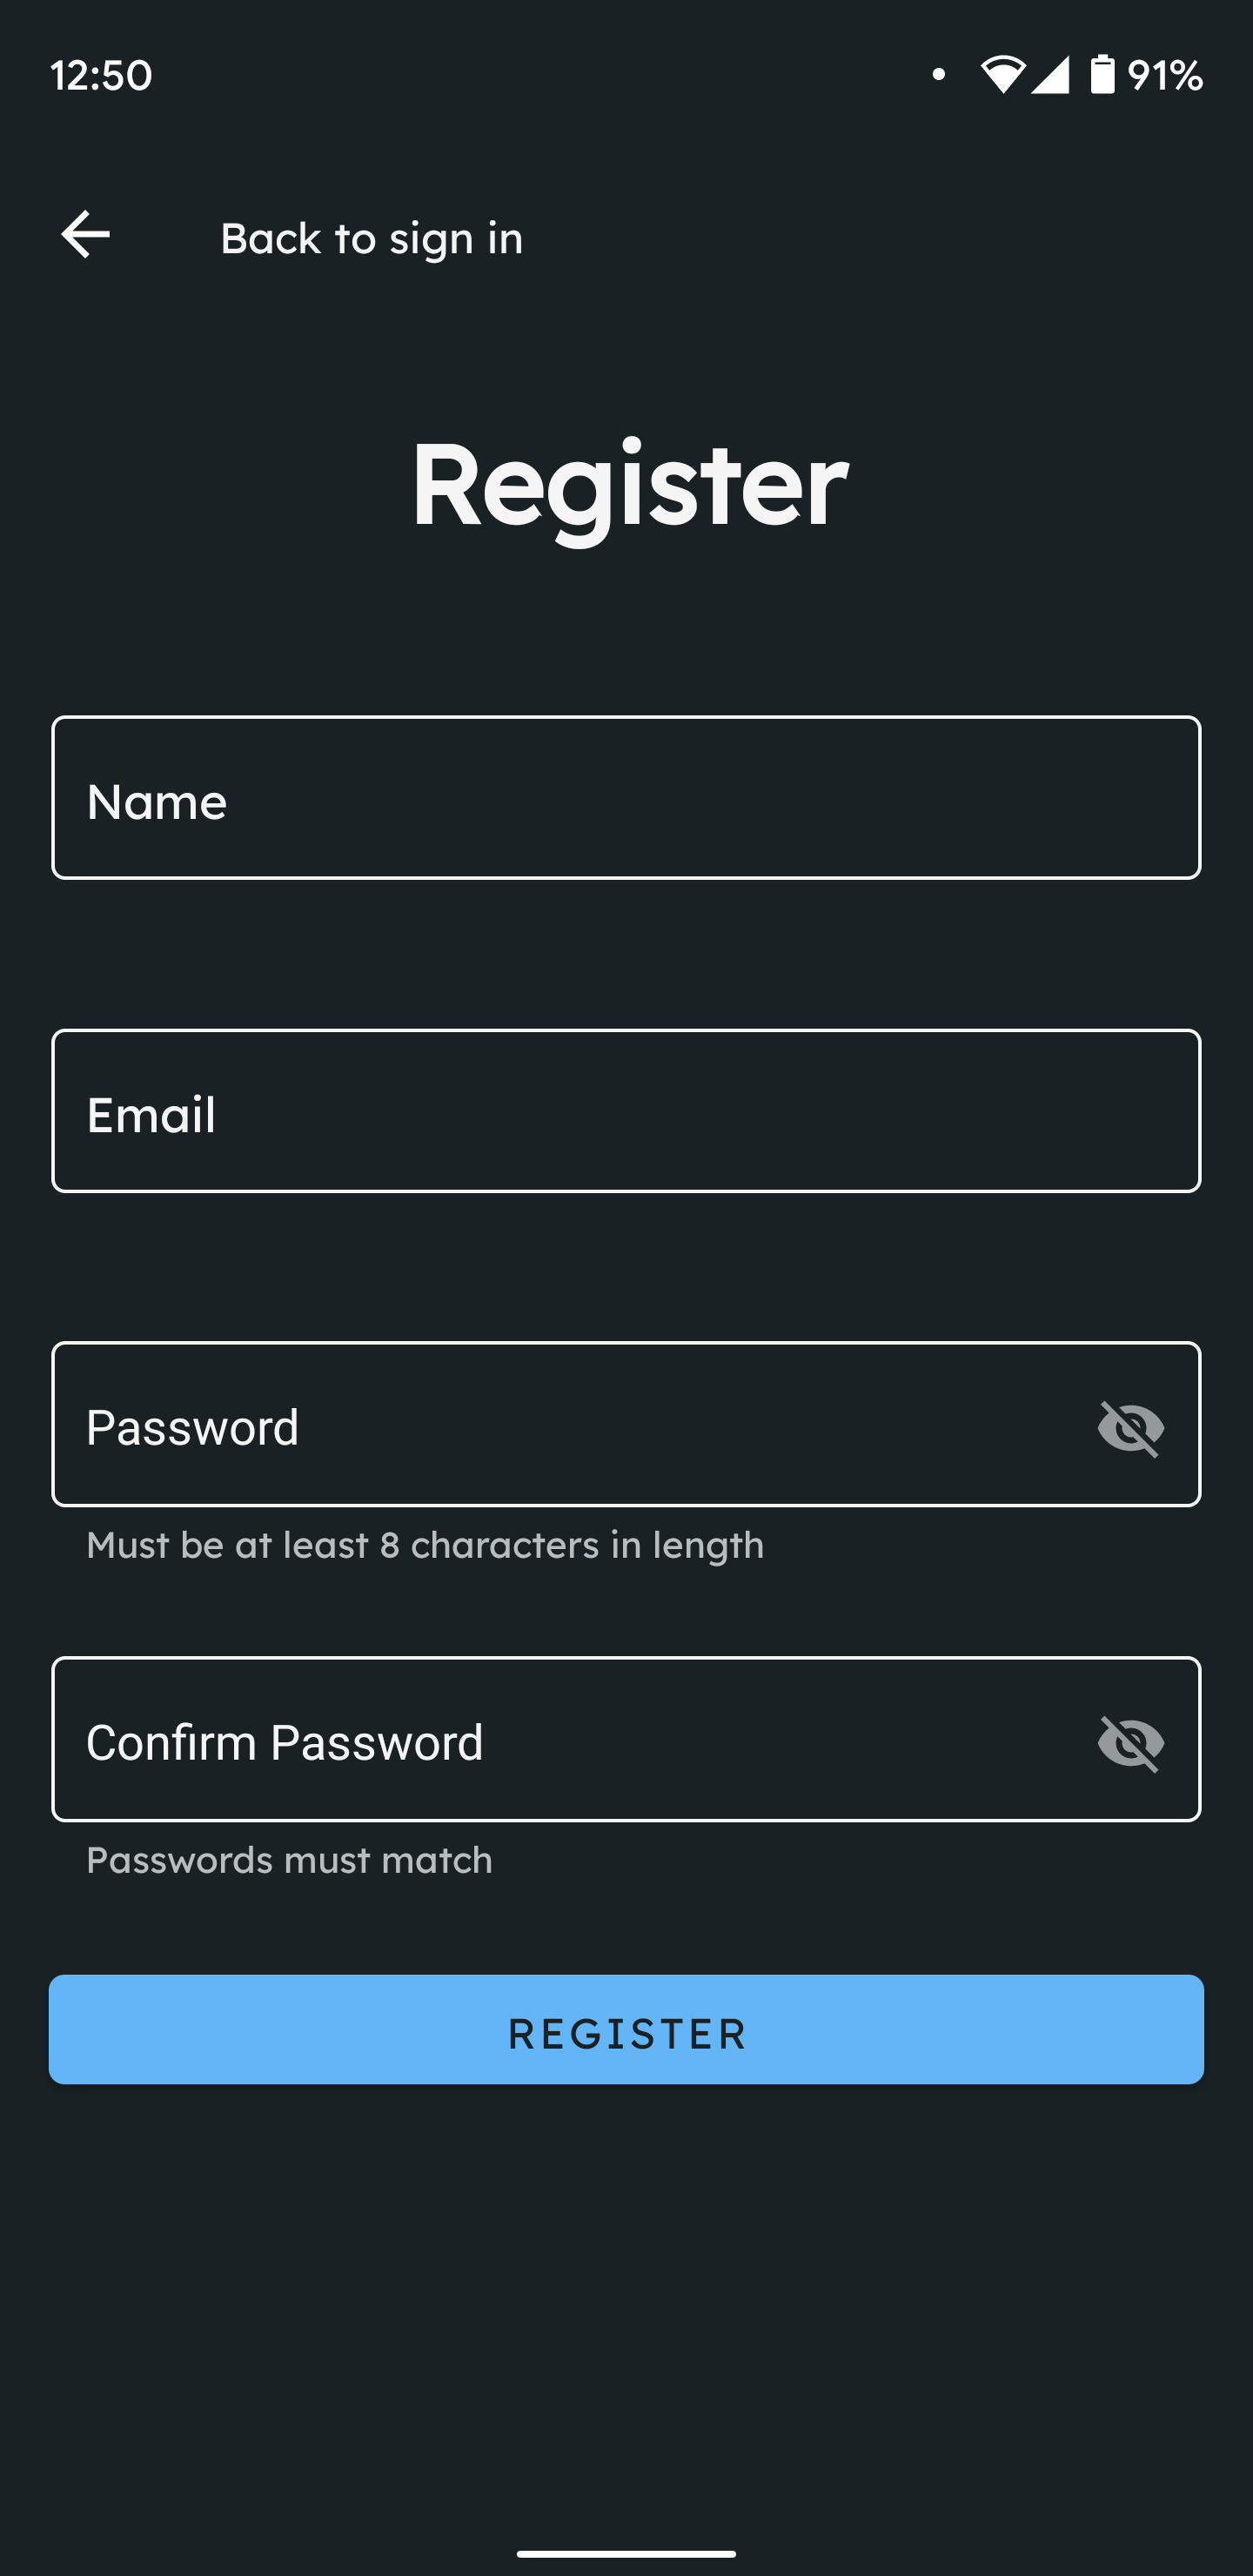 12:50
91%
Back to sign in
Register
Name
Email
Password
Must be at least 8 characters in length
Confirm Password
Passwords must match
REGISTER